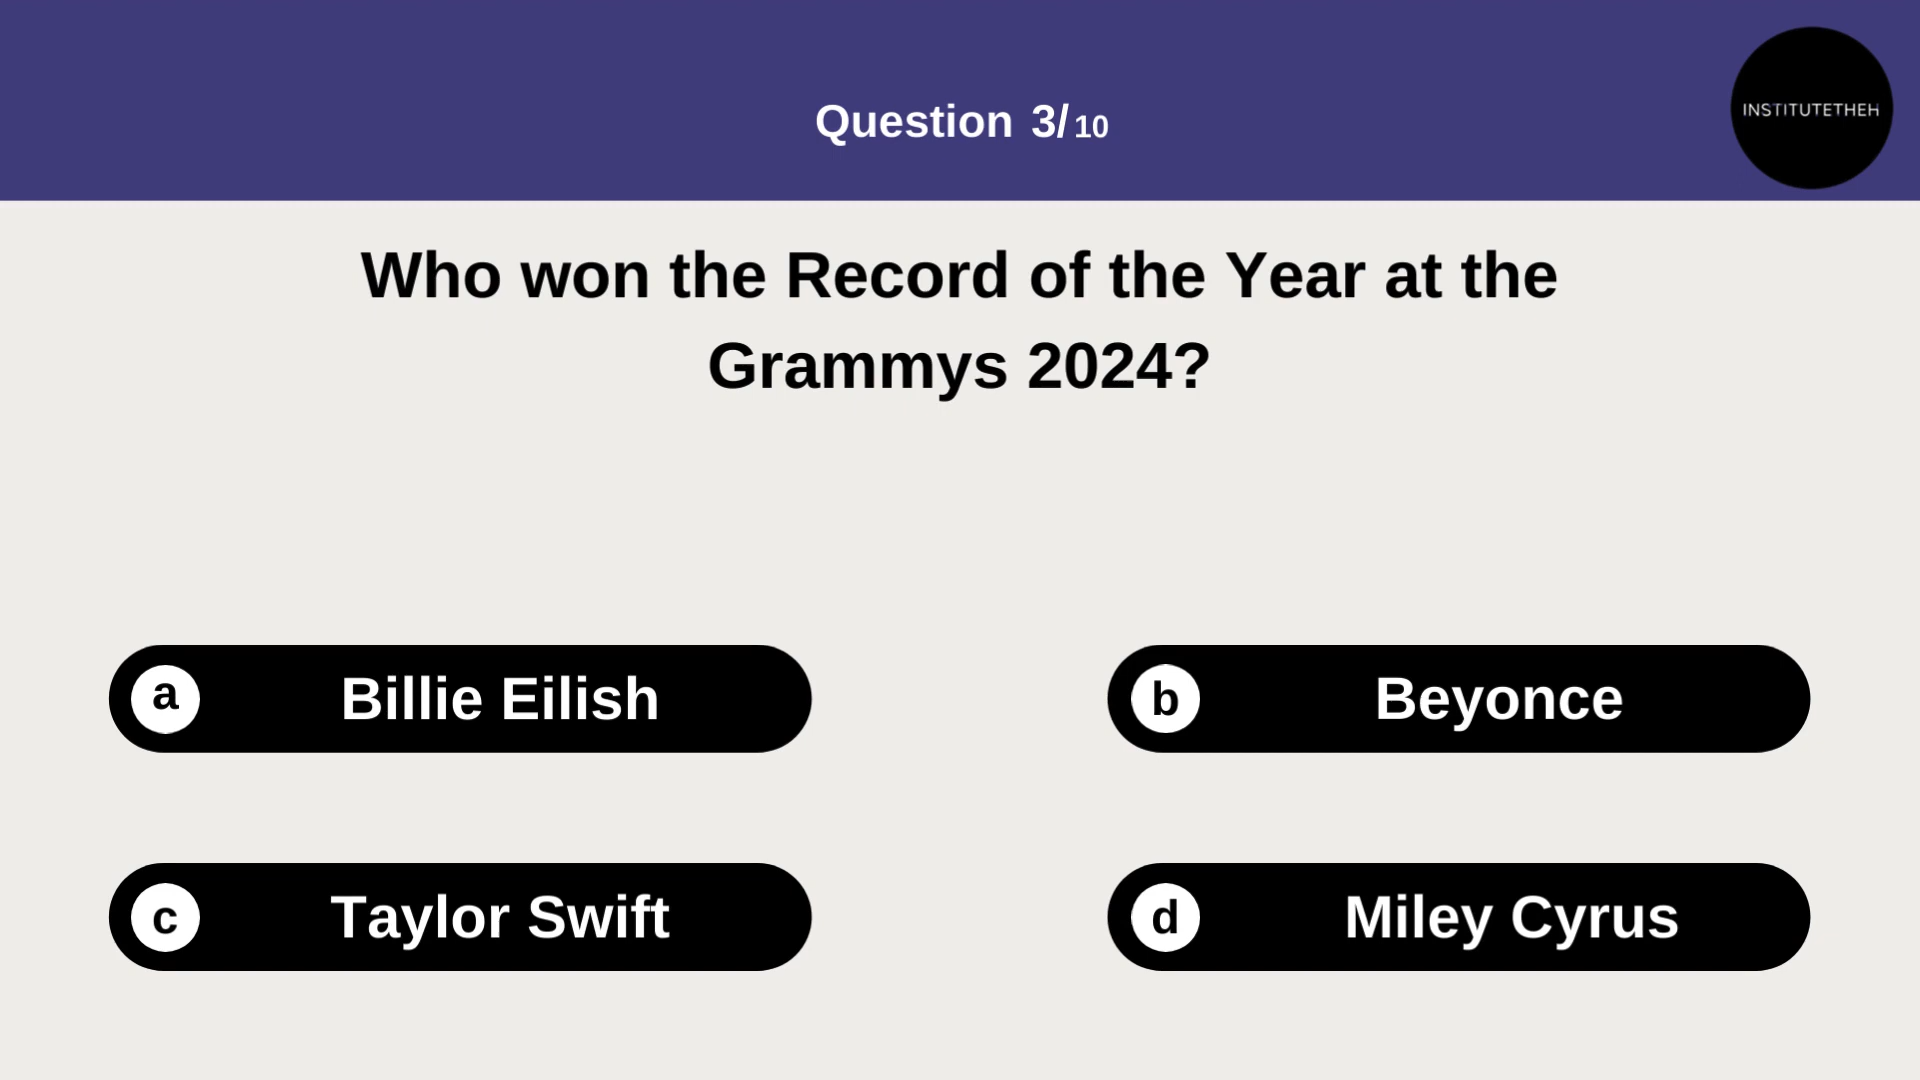 Question 3/10
INSTITUTETHEH
Who won the Record of the Year at the
Grammys 2024?
a Billie Eilish
b Beyonce
c Taylor Swift
d Miley Cyrus